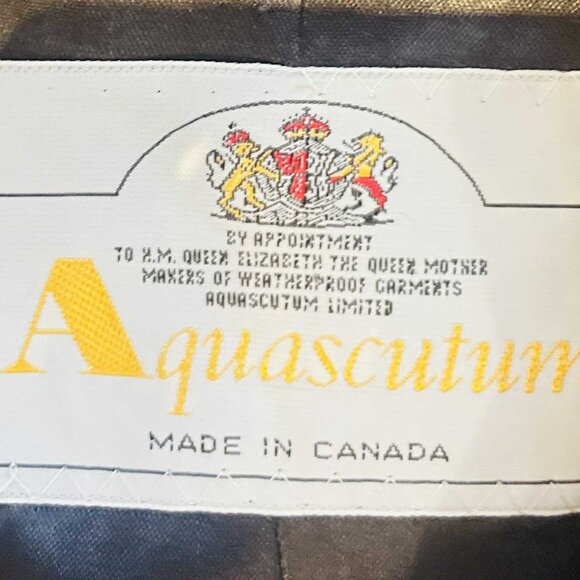 BY APPOINTMENT
TO H.M. QUEEN ELIZABETH THE QUEEN MOTHER
MAKERS OF WEATHERPROOF GARMENTS
AQUASCUTUM LIMITED
Aquascutum
MADE IN CANADA